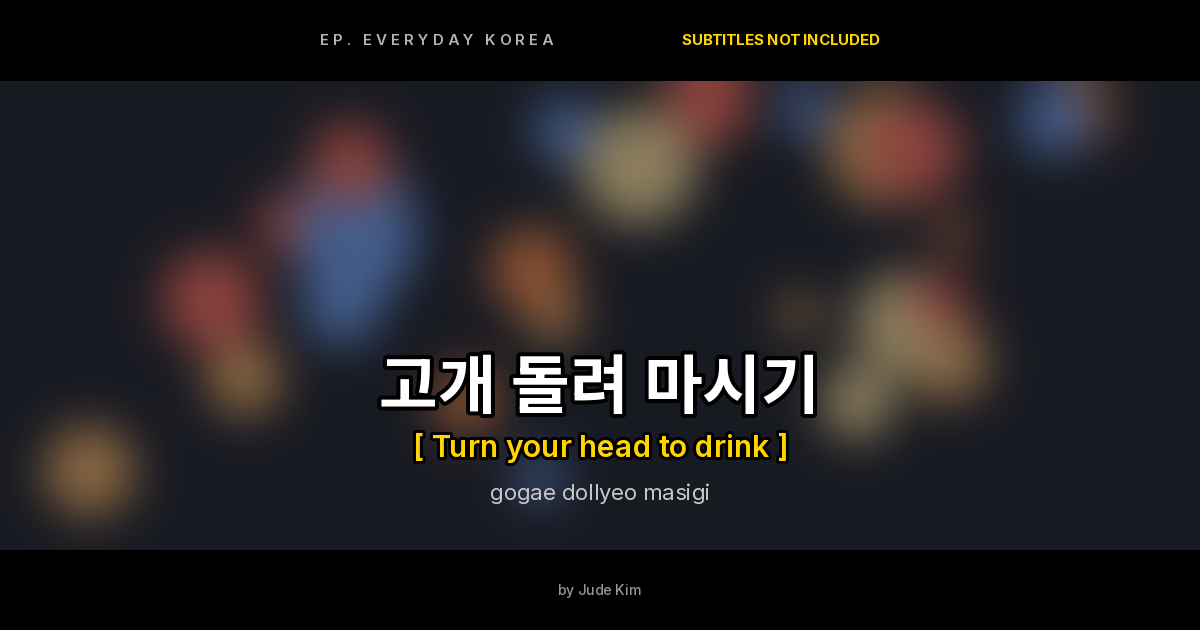 EP. EVERYDAY KOREA
SUBTITLES NOT INCLUDED
고개 돌려 마시기
[ Turn your head to drink ]
gogae dollyeo masigi
by Jude Kim